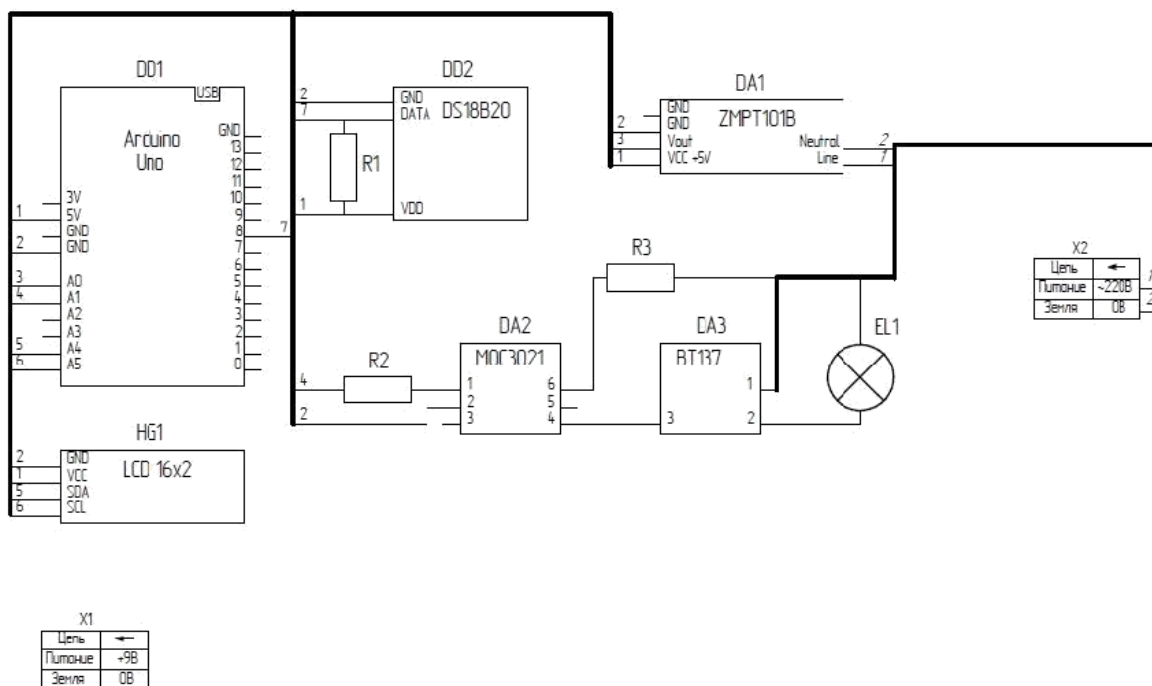 DD1
USB
Arduino
Uno
GND
13
12
11
10
9
8
7
6
5
4
3
2
1
0
3V
5V
GND
GND
A0
A1
A2
A3
A4
A5
1
2
3
4
5
6
7
DD2
DS18B20
GND
DATA
VDD
2
7
1
R1
DA1
ZMPT101B
GND
GND
Vout
VCC +5V
Neutral
Line
2
3
1
2
1
R3
R2
4
2
DA2
MOC3021
1
2
3
6
5
4
DA3
BT137
3
1
2
EL1
X2
Цепь
Питание ~220В
Земля 0В
1
2
HG1
LCD 16x2
GND
VCC
SDA
SCL
2
1
5
6
X1
Цепь
Питание +9В
Земля 0В